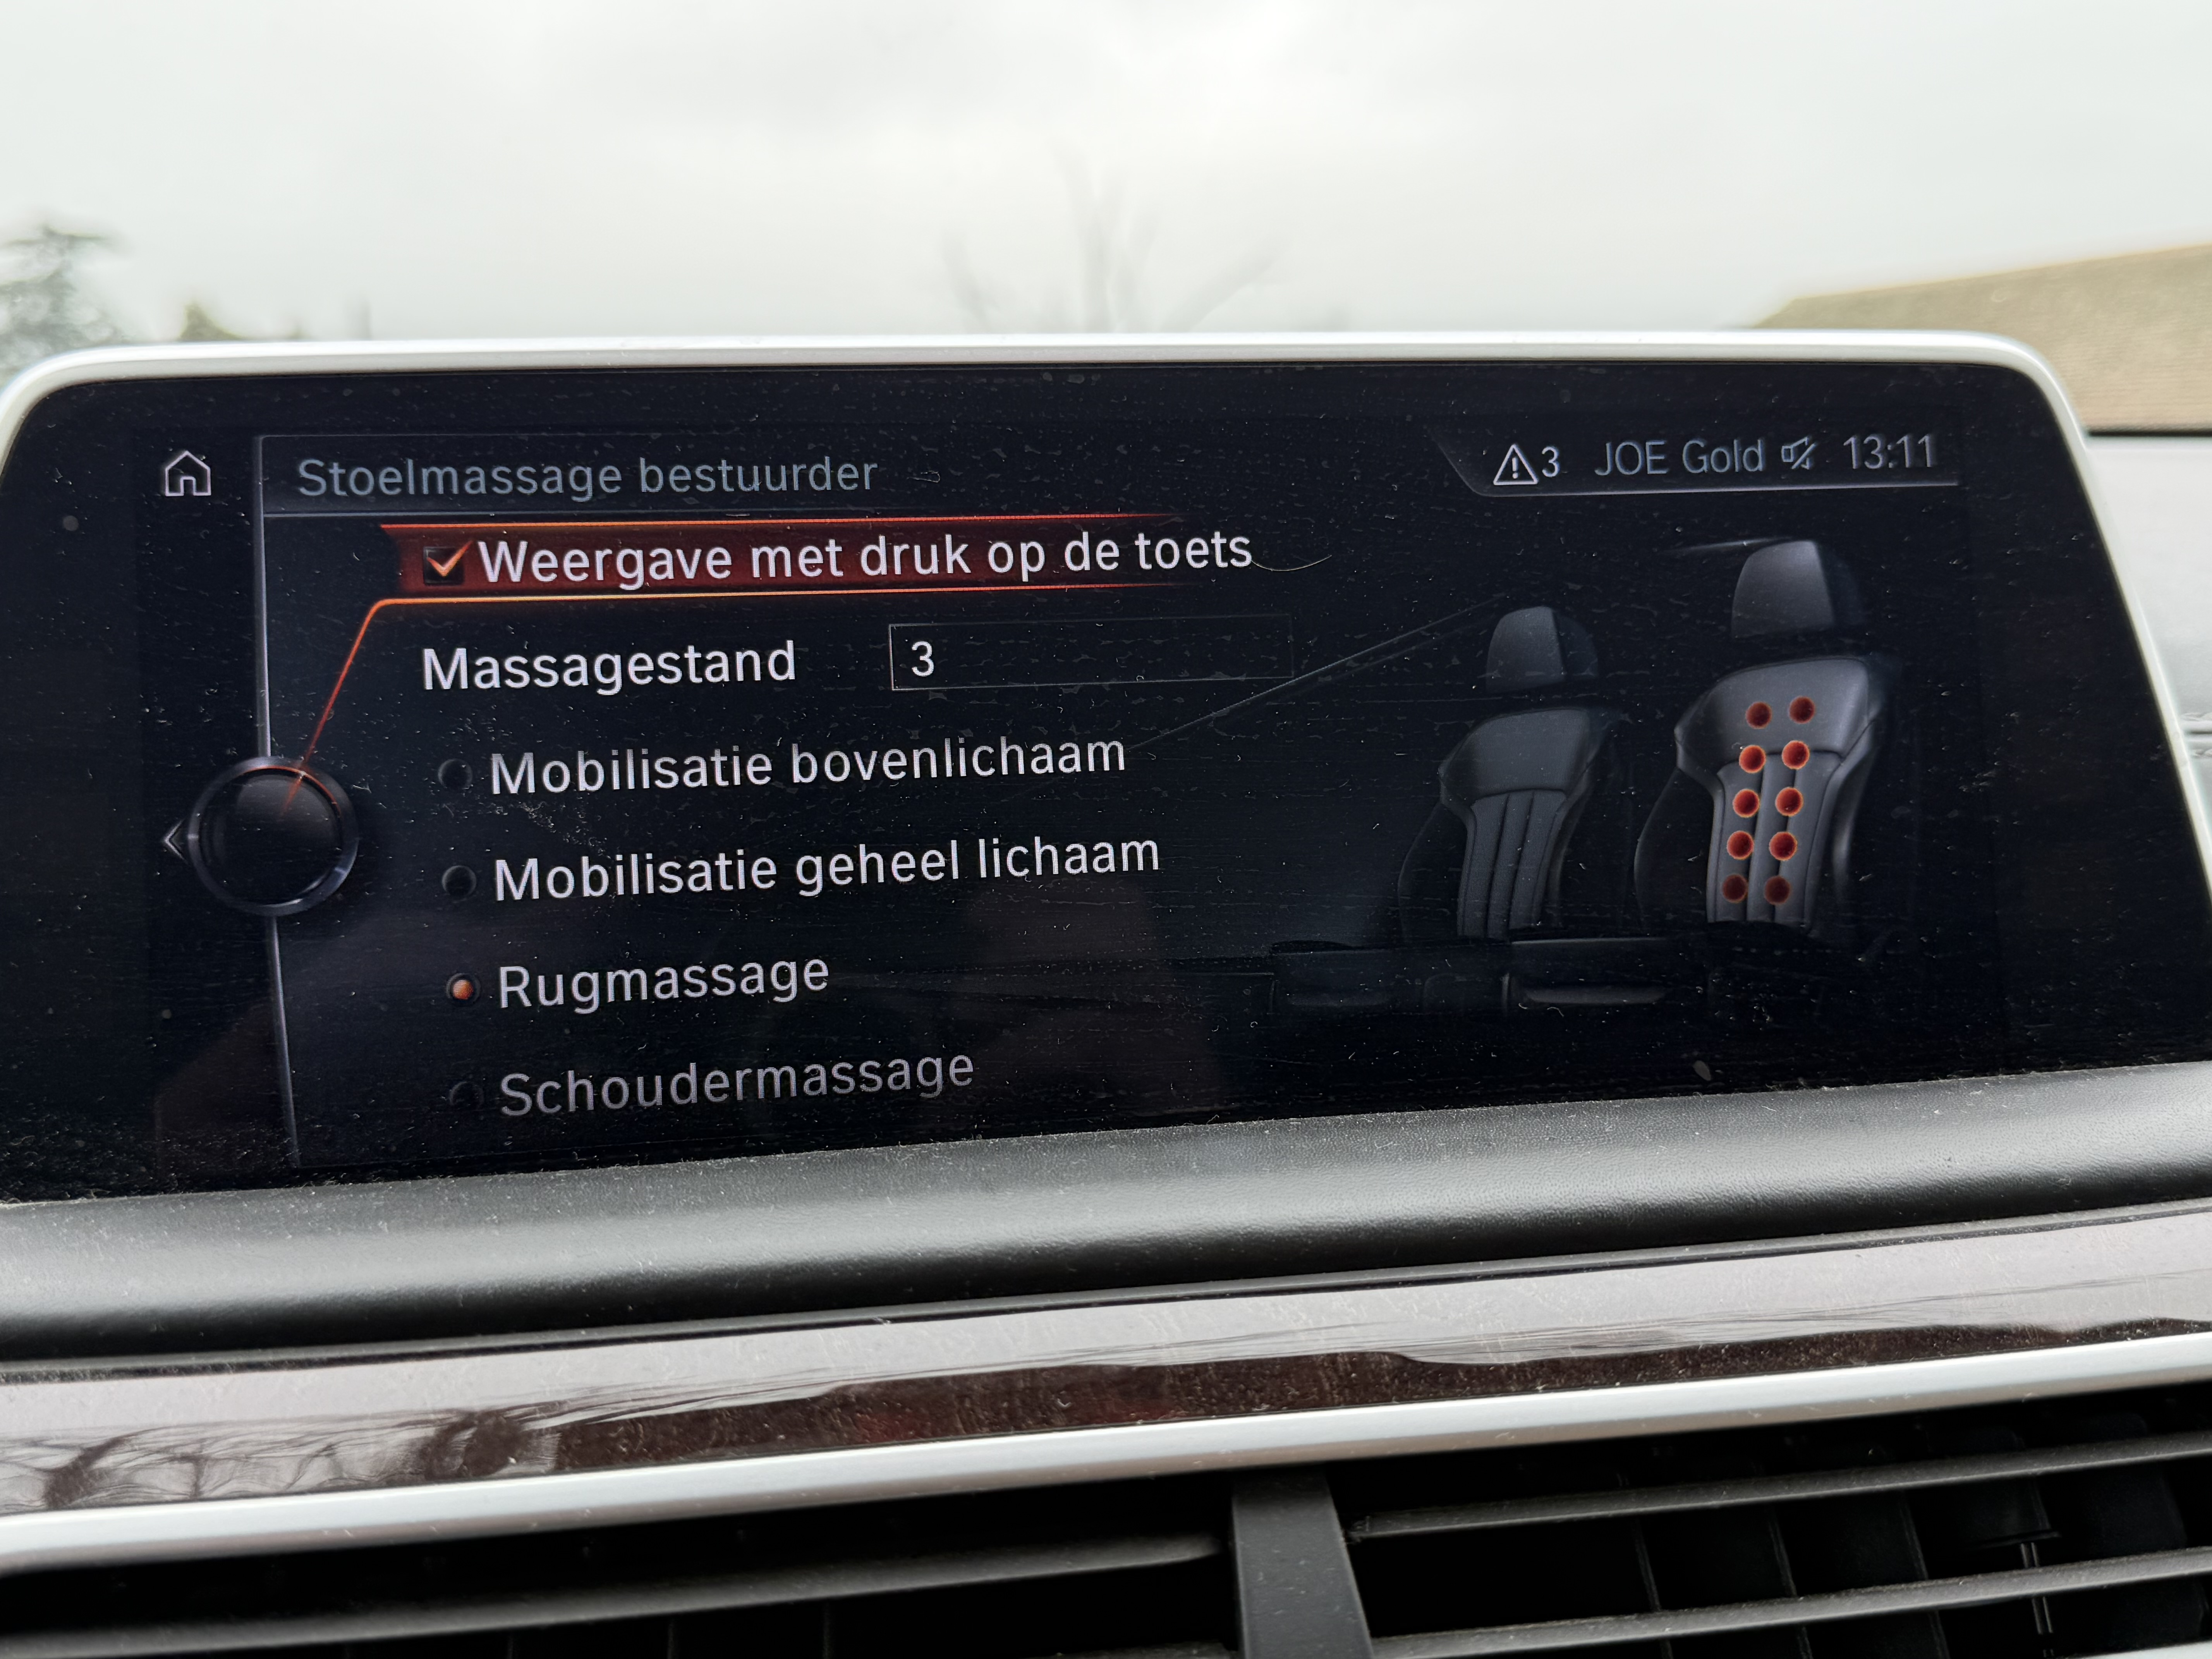 Stoelmassage bestuurder
3 JOE Gold 13:11
Weergave met druk op de toets
Massagestand 3
Mobilisatie bovenlichaam
Mobilisatie geheel lichaam
Rugmassage
Schoudermassage